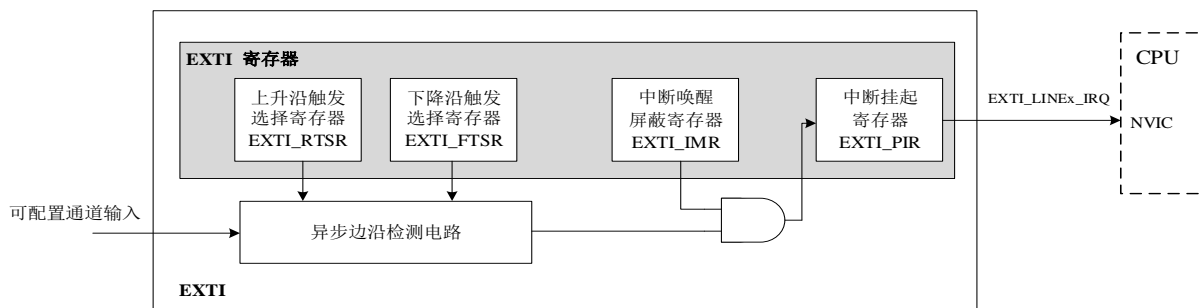 EXTI 寄存器
上升沿触发
选择寄存器
EXTI_RTSR
下降沿触发
选择寄存器
EXTI_FTSR
中断唤醒
屏蔽寄存器
EXTI_IMR
中断挂起
寄存器
EXTI_PIR
EXTI_LINEx_IRQ
CPU
NVIC
可配置通道输入
异步边沿检测电路
EXTI